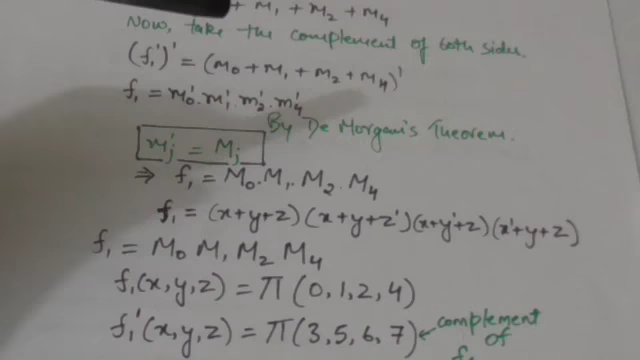 + m₁ + m₂ + m₄
Now, take the complement of both sides.
(f₁')' = (m₀ + m₁ + m₂ + m₄)'
f₁ = m₀'. m₁'. m₂'. m₄'
By De Morgan's Theorem.
mⱼ' = Mⱼ
⇒ f₁ = M₀. M₁. M₂. M₄
f₁ = (x+y+z)(x+y+z')(x+y'+z)(x'+y+z)
f₁ = M₀ M₁ M₂ M₄
f₁(x,y,z) = π(0,1,2,4)
f₁'(x,y,z) = π(3,5,6,7) ← complement
of